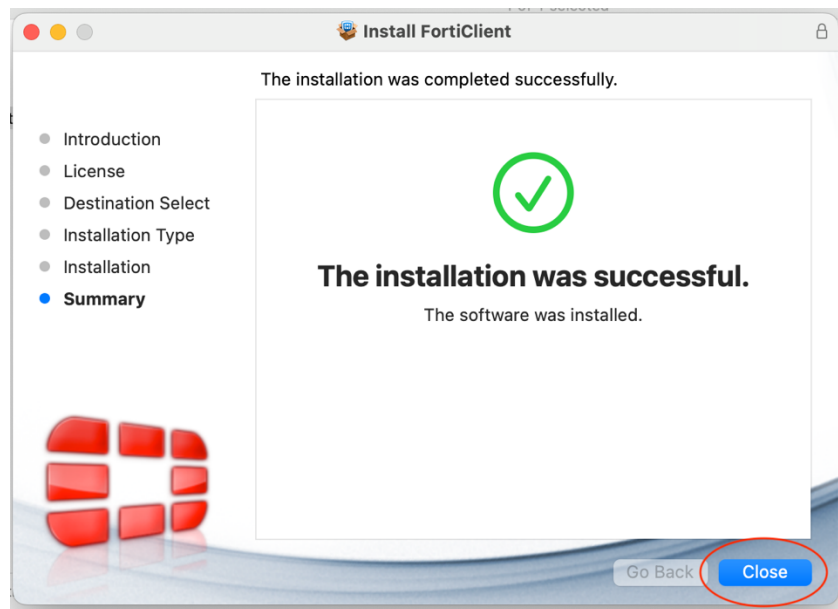 Install FortiClient
The installation was completed successfully.
Introduction
License
Destination Select
Installation Type
Installation
Summary
The installation was successful.
The software was installed.
Go Back
Close